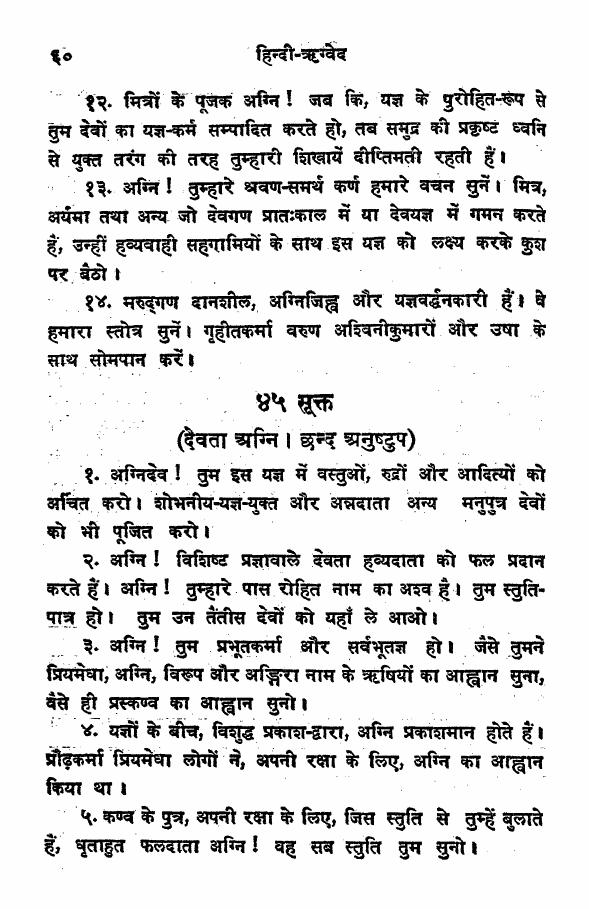 ६० हिन्दी-ऋग्वेद
१२. मित्रों के पूजक अग्नि! जब कि, यज्ञ के पुरोहित-रूप से
तुम देवों का यज्ञ-कर्म सम्पादित करते हो, तब समुद्र की प्रकृष्ट ध्वनि
से युक्त तरंग की तरह तुम्हारी शिखायें दीप्तिमती रहती हैं।
१३. अग्नि! तुम्हारे श्रवण-समर्थ कर्ण हमारे वचन सुनें। मित्र,
अर्यमा तथा अन्य जो देवगण प्रातःकाल में या देवयज्ञ में गमन करते
हैं, उन्हीं हव्यवाही सहगामियों के साथ इस यज्ञ को लक्ष्य करके कुश
पर बैठो।
१४. मरुद्गण दानशील, अग्निजिह्व और यज्ञवर्द्धनकारी हैं। वे
हमारा स्तोत्र सुनें। गृहीतकर्मा वरुण अश्विनीकुमारों और उषा के
साथ सोमपान करें।
४५ सूक्त
(देवता अग्नि। छन्द अनुष्टुप)
१. अग्निदेव! तुम इस यज्ञ में वस्तुओं, रुद्रों और आदित्यों को
अर्चित करो। शोभनीय-यज्ञ-युक्त और अन्नदाता अन्य मनुपुत्र देवों
को भी पूजित करो।
२. अग्नि! विशिष्ट प्रज्ञावाले देवता हव्यदाता को फल प्रदान
करते हैं। अग्नि! तुम्हारे पास रोहित नाम का अश्व है। तुम स्तुति-
पात्र हो। तुम उन तैंतीस देवों को यहाँ ले आओ।
३. अग्नि! तुम प्रभूतकर्मा और सर्वभूतज्ञ हो। जैसे तुमने
प्रियमेधा, अग्नि, विरूप और अङ्गिरा नाम के ऋषियों का आह्वान सुना,
वैसे ही प्रस्कण्व का आह्वान सुनो।
४. यज्ञों के बीच, विशुद्ध प्रकाश-द्वारा, अग्नि प्रकाशमान होते हैं।
प्रौढ़कर्मा प्रियमेधा लोगों ने, अपनी रक्षा के लिए, अग्नि का आह्वान
किया था।
५. कण्व के पुत्र, अपनी रक्षा के लिए, जिस स्तुति से तुम्हें बुलाते
हैं, धृताहुत फलदाता अग्नि! वह सब स्तुति तुम सुनो।